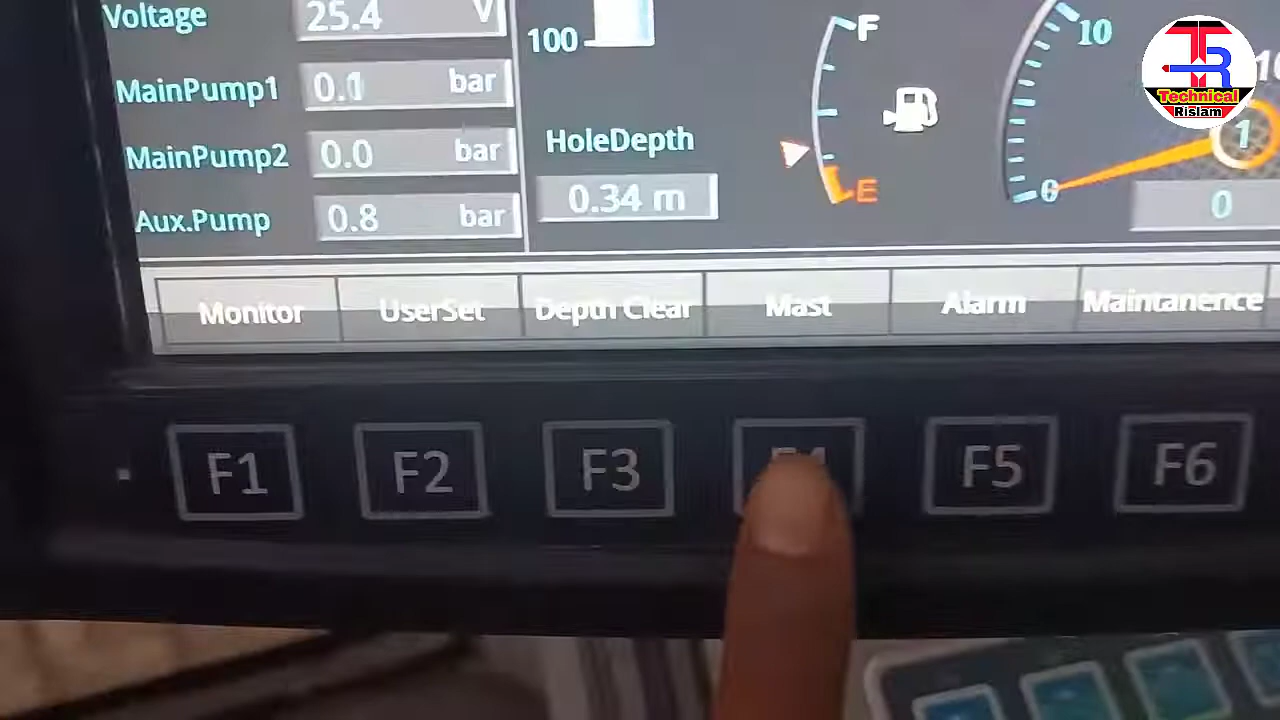 Voltage 25.4 V
MainPump1 0.1 bar
MainPump2 0.0 bar
Aux.Pump 0.8 bar
100
HoleDepth
0.34 m
F
E
10
0
1
0
TR
Technical
Rislam
Monitor UserSet Depth Clear Mast Alarm Maintanence
F1 F2 F3 F4 F5 F6